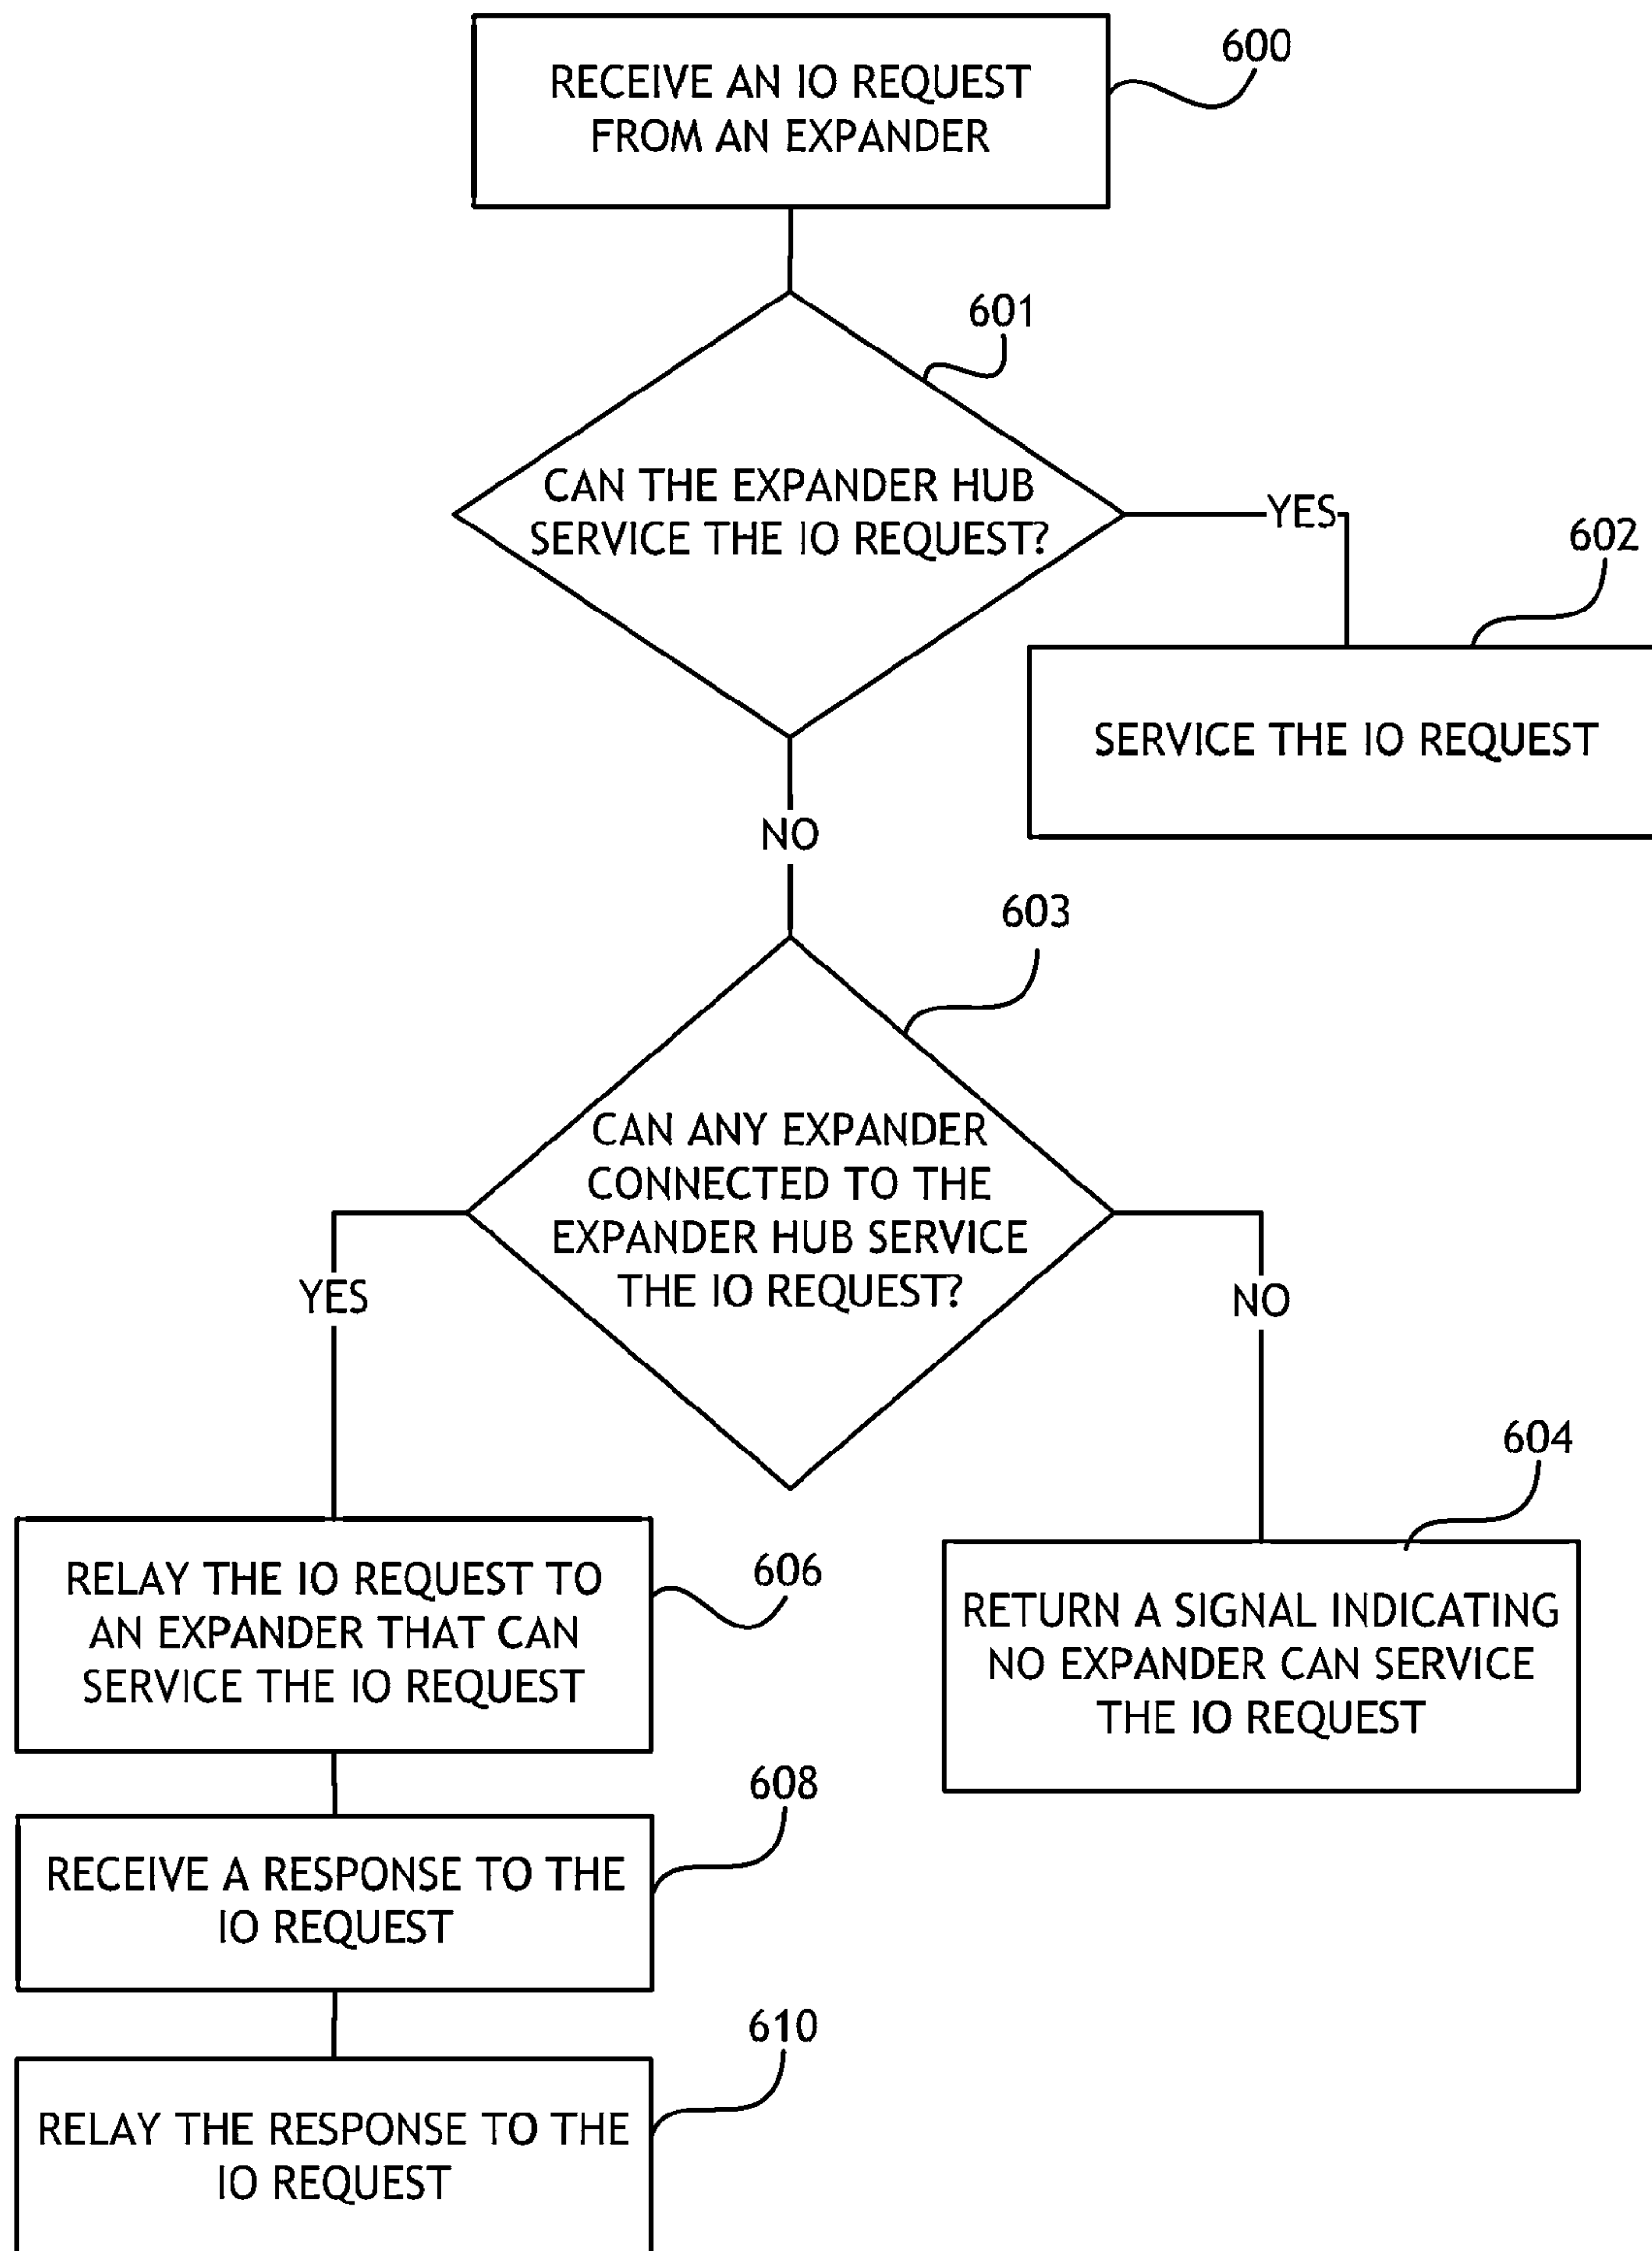 RECEIVE AN IO REQUEST
FROM AN EXPANDER
600
601
CAN THE EXPANDER HUB
SERVICE THE IO REQUEST?
YES
602
SERVICE THE IO REQUEST
NO
603
CAN ANY EXPANDER
CONNECTED TO THE
EXPANDER HUB SERVICE
THE IO REQUEST?
YES
NO
604
RETURN A SIGNAL INDICATING
NO EXPANDER CAN SERVICE
THE IO REQUEST
RELAY THE IO REQUEST TO
AN EXPANDER THAT CAN
SERVICE THE IO REQUEST
606
608
RECEIVE A RESPONSE TO THE
IO REQUEST
610
RELAY THE RESPONSE TO THE
IO REQUEST